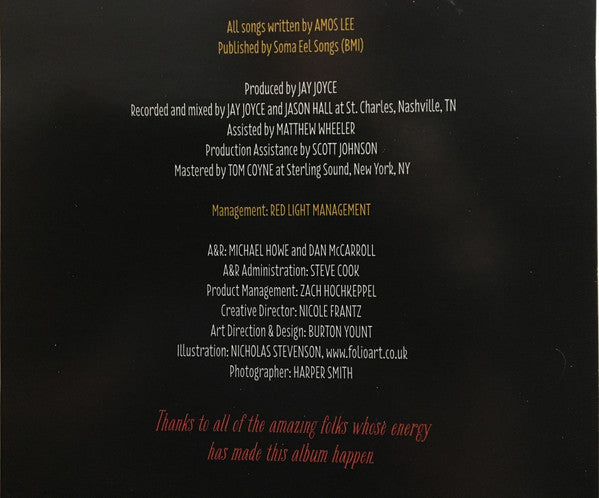 All songs written by AMOS LEE
Published by Soma Eel Songs (BMI)
Produced by JAY JOYCE
Recorded and mixed by JAY JOYCE and JASON HALL at St. Charles, Nashville, TN
Assisted by MATTHEW WHEELER
Production Assistance by SCOTT JOHNSON
Mastered by TOM COYNE at Sterling Sound, New York, NY
Management: RED LIGHT MANAGEMENT
A&R: MICHAEL HOWE and DAN McCARROLL
A&R Administration: STEVE COOK
Product Management: ZACH HOCHKEPPEL
Creative Director: NICOLE FRANTZ
Art Direction & Design: BURTON YOUNT
Illustration: NICHOLAS STEVENSON, www.folioart.co.uk
Photographer: HARPER SMITH
Thanks to all of the amazing folks whose energy
has made this album happen.